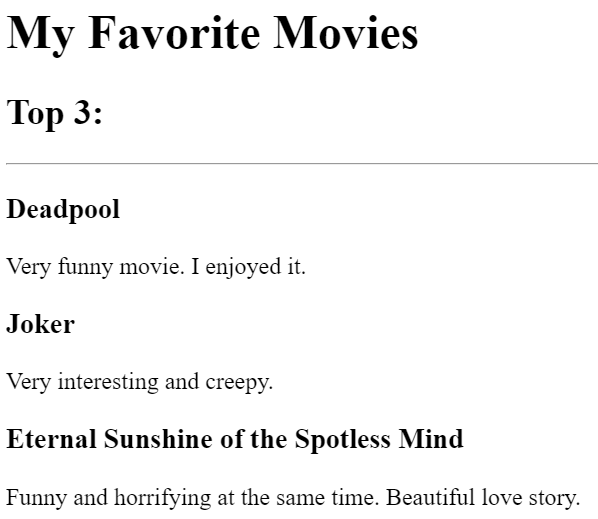 My Favorite Movies
Top 3:
Deadpool
Very funny movie. I enjoyed it.
Joker
Very interesting and creepy.
Eternal Sunshine of the Spotless Mind
Funny and horrifying at the same time. Beautiful love story.